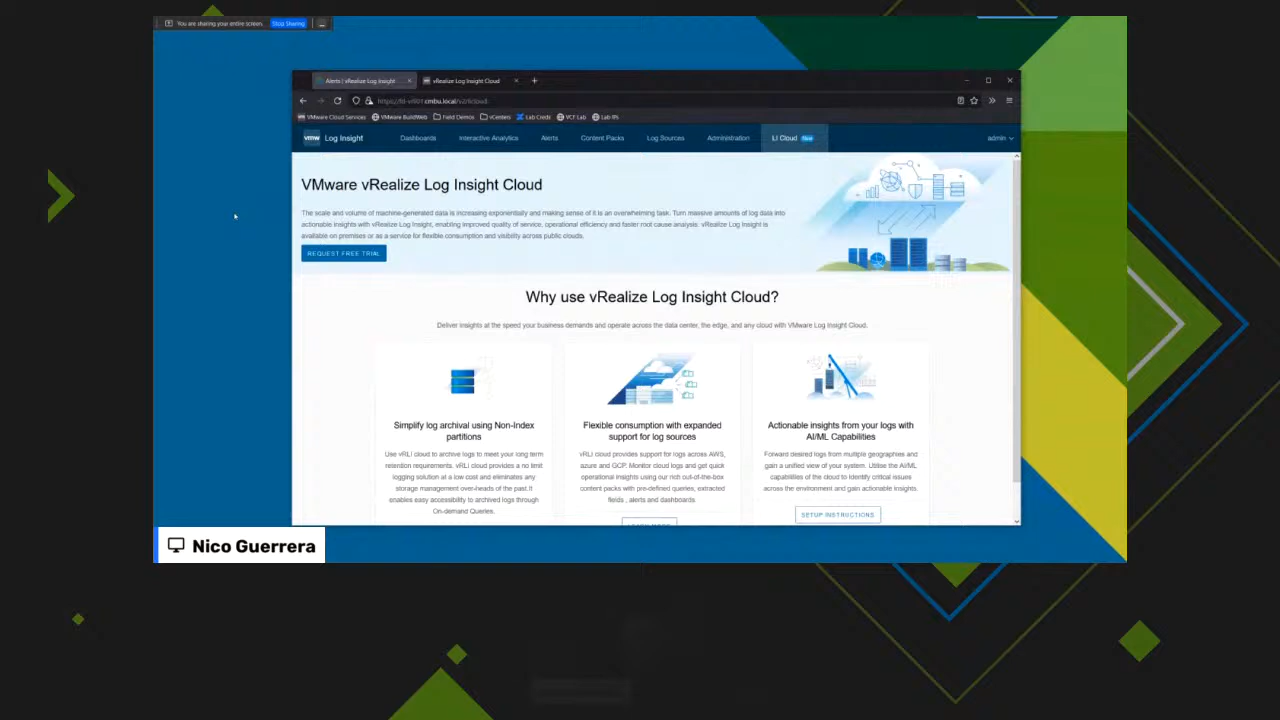 You are sharing your entire screen. Stop Sharing
Alerts | vRealize Log Insight
vRealize Log Insight Cloud
VMware Cloud Services VMware BuildWeb Field Demos vCenters Lab Creds VCF Lab Lab IPs
vmw Log Insight Dashboards Interactive Analytics Alerts Content Packs Log Sources Administration LI Cloud New admin
VMware vRealize Log Insight Cloud
The scale and volume of machine-generated data is increasing exponentially and making sense of it is an overwhelming task. Turn massive amounts of log data into
actionable insights with vRealize Log Insight, enabling improved quality of service, operational efficiency and faster root cause analysis. vRealize Log Insight is
available on premises or as a service for flexible consumption and visibility across public clouds.
REQUEST FREE TRIAL
Why use vRealize Log Insight Cloud?
Deliver insights at the speed your business demands and operate across the data center, the edge, and any cloud with VMware Log Insight Cloud.
Simplify log archival using Non-Index
partitions
Use vRLI cloud to archive logs to meet your long term
retention requirements. vRLI cloud provides a no limit
logging solution at a low cost and eliminates any
storage management over-heads of the past.It
enables easy accessibility to archived logs through
On-demand Queries.
Flexible consumption with expanded
support for log sources
vRLI cloud provides support for logs across AWS,
azure and GCP. Monitor cloud logs and get quick
operational insights using our rich out-of-the-box
content packs with pre-defined queries, extracted
fields , alerts and dashboards.
Actionable insights from your logs with
AI/ML Capabilities
Forward desired logs from multiple geographies and
gain a unified view of your system. Utilise the AI/ML
capabilities of the cloud to identify critical issues
across the environment and gain actionable insights.
SETUP INSTRUCTIONS
Nico Guerrera